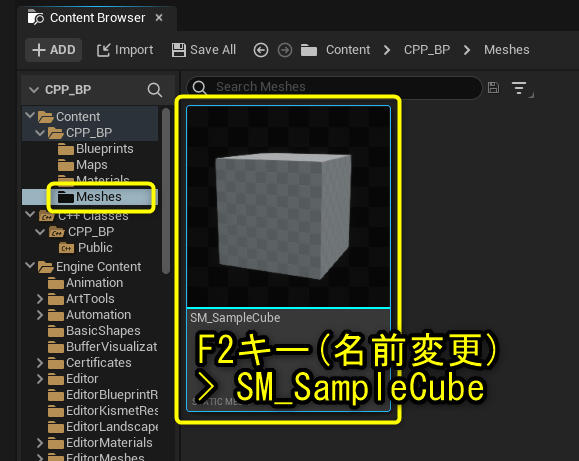 Content Browser
+ ADD
Import
Save All
Content
CPP_BP
Meshes
CPP_BP
Search Meshes
Content
CPP_BP
Blueprints
Maps
Materials
Meshes
C++ Classes
CPP_BP
Public
Engine Content
Animation
ArtTools
Automation
BasicShapes
BufferVisualizat
Certificates
Editor
EditorBlueprintR
EditorKismetRes
EditorLandscape
EditorMaterials
EditorMeshes
SM_SampleCube
F2キー(名前変更)
> SM_SampleCube